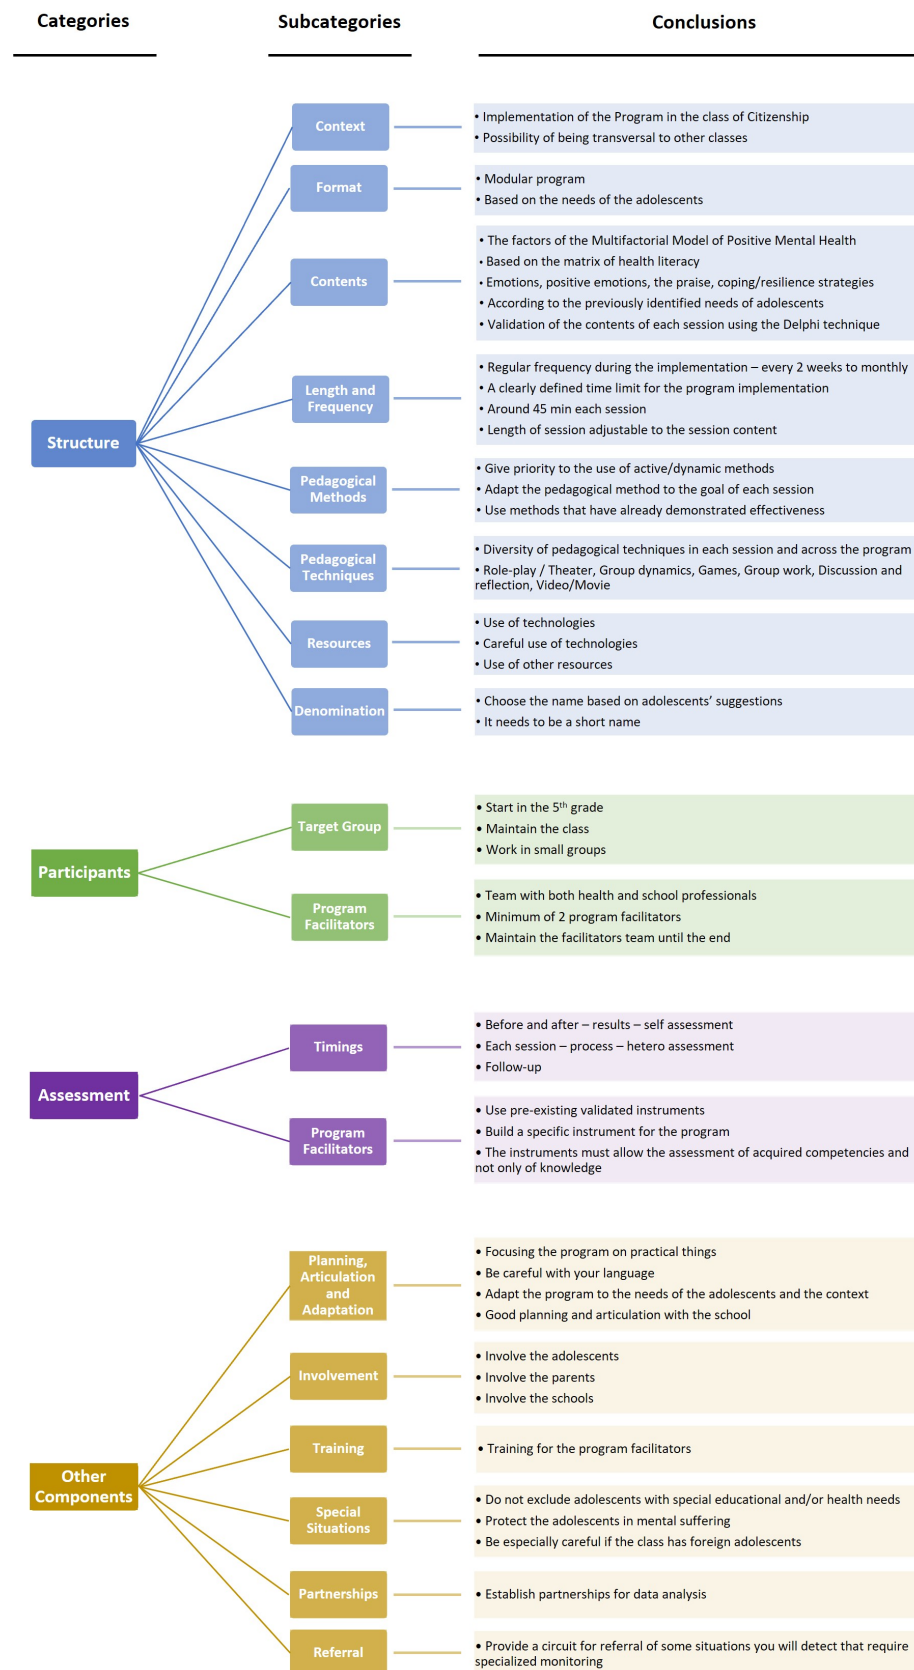 Categories
Subcategories
Conclusions
Structure
Context
• Implementation of the Program in the class of Citizenship
• Possibility of being transversal to other classes
Format
• Modular program
• Based on the needs of the adolescents
Contents
• The factors of the Multifactorial Model of Positive Mental Health
• Based on the matrix of health literacy
• Emotions, positive emotions, the praise, coping/resilience strategies
• According to the previously identified needs of adolescents
• Validation of the contents of each session using the Delphi technique
Length and
Frequency
• Regular frequency during the implementation – every 2 weeks to monthly
• A clearly defined time limit for the program implementation
• Around 45 min each session
• Length of session adjustable to the session content
Pedagogical
Methods
• Give priority to the use of active/dynamic methods
• Adapt the pedagogical method to the goal of each session
• Use methods that have already demonstrated effectiveness
Pedagogical
Techniques
• Diversity of pedagogical techniques in each session and across the program
• Role-play / Theater, Group dynamics, Games, Group work, Discussion and
reflection, Video/Movie
Resources
• Use of technologies
• Careful use of technologies
• Use of other resources
Denomination
• Choose the name based on adolescents' suggestions
• It needs to be a short name
Participants
Target Group
• Start in the 5th grade
• Maintain the class
• Work in small groups
Program
Facilitators
• Team with both health and school professionals
• Minimum of 2 program facilitators
• Maintain the facilitators team until the end
Assessment
Timings
• Before and after – results – self assessment
• Each session – process – hetero assessment
• Follow-up
Program
Facilitators
• Use pre-existing validated instruments
• Build a specific instrument for the program
• The instruments must allow the assessment of acquired competencies and
not only of knowledge
Other
Components
Planning,
Articulation
and
Adaptation
• Focusing the program on practical things
• Be careful with your language
• Adapt the program to the needs of the adolescents and the context
• Good planning and articulation with the school
Involvement
• Involve the adolescents
• Involve the parents
• Involve the schools
Training
• Training for the program facilitators
Special
Situations
• Do not exclude adolescents with special educational and/or health needs
• Protect the adolescents in mental suffering
• Be especially careful if the class has foreign adolescents
Partnerships
• Establish partnerships for data analysis
Referral
• Provide a circuit for referral of some situations you will detect that require
specialized monitoring